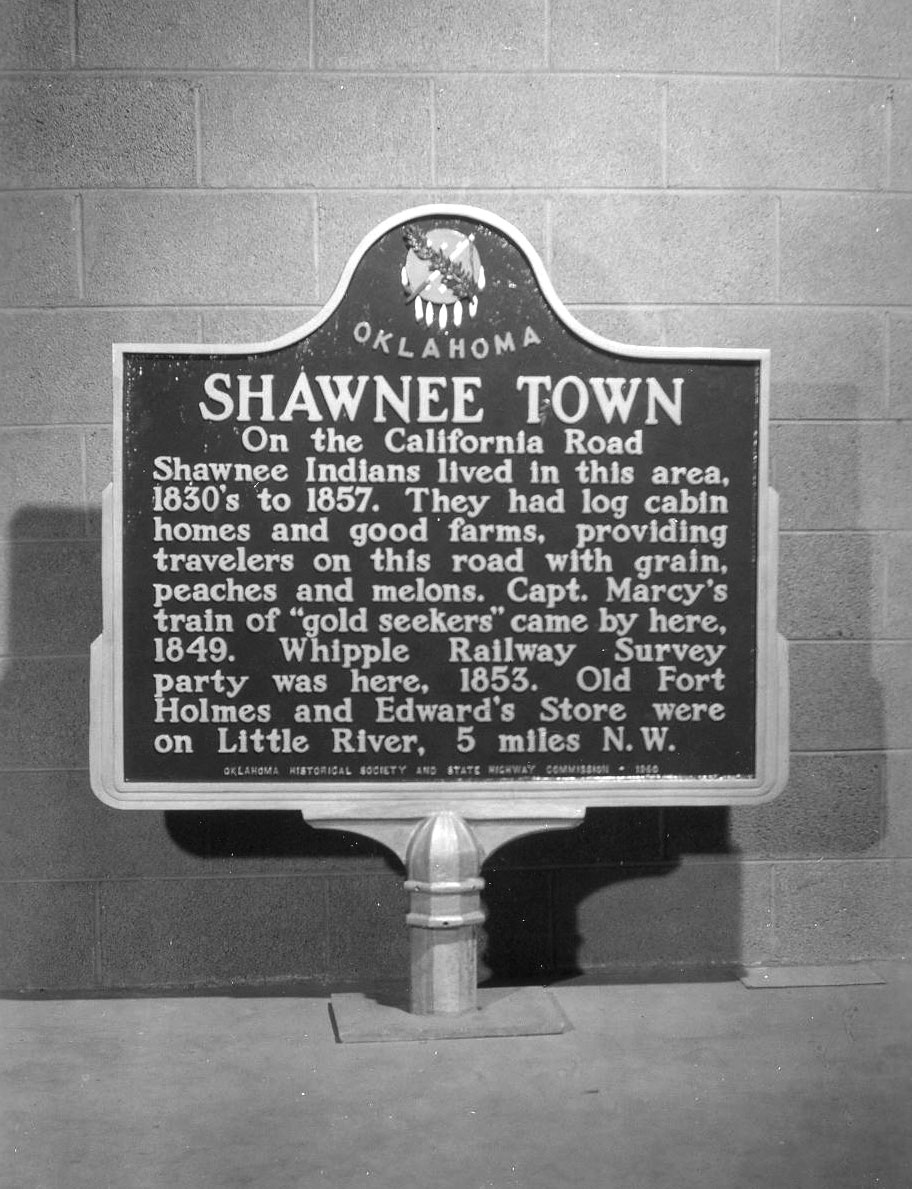 OKLAHOMA
SHAWNEE TOWN
On the California Road
Shawnee Indians lived in this area,
1830's to 1857. They had log cabin
homes and good farms, providing
travelers on this road with grain,
peaches and melons. Capt. Marcy's
train of "gold seekers" came by here,
1849. Whipple Railway Survey
party was here, 1853. Old Fort
Holmes and Edward's Store were
on Little River, 5 miles N. W.
OKLAHOMA HISTORICAL SOCIETY AND STATE HIGHWAY COMMISSION • 1960